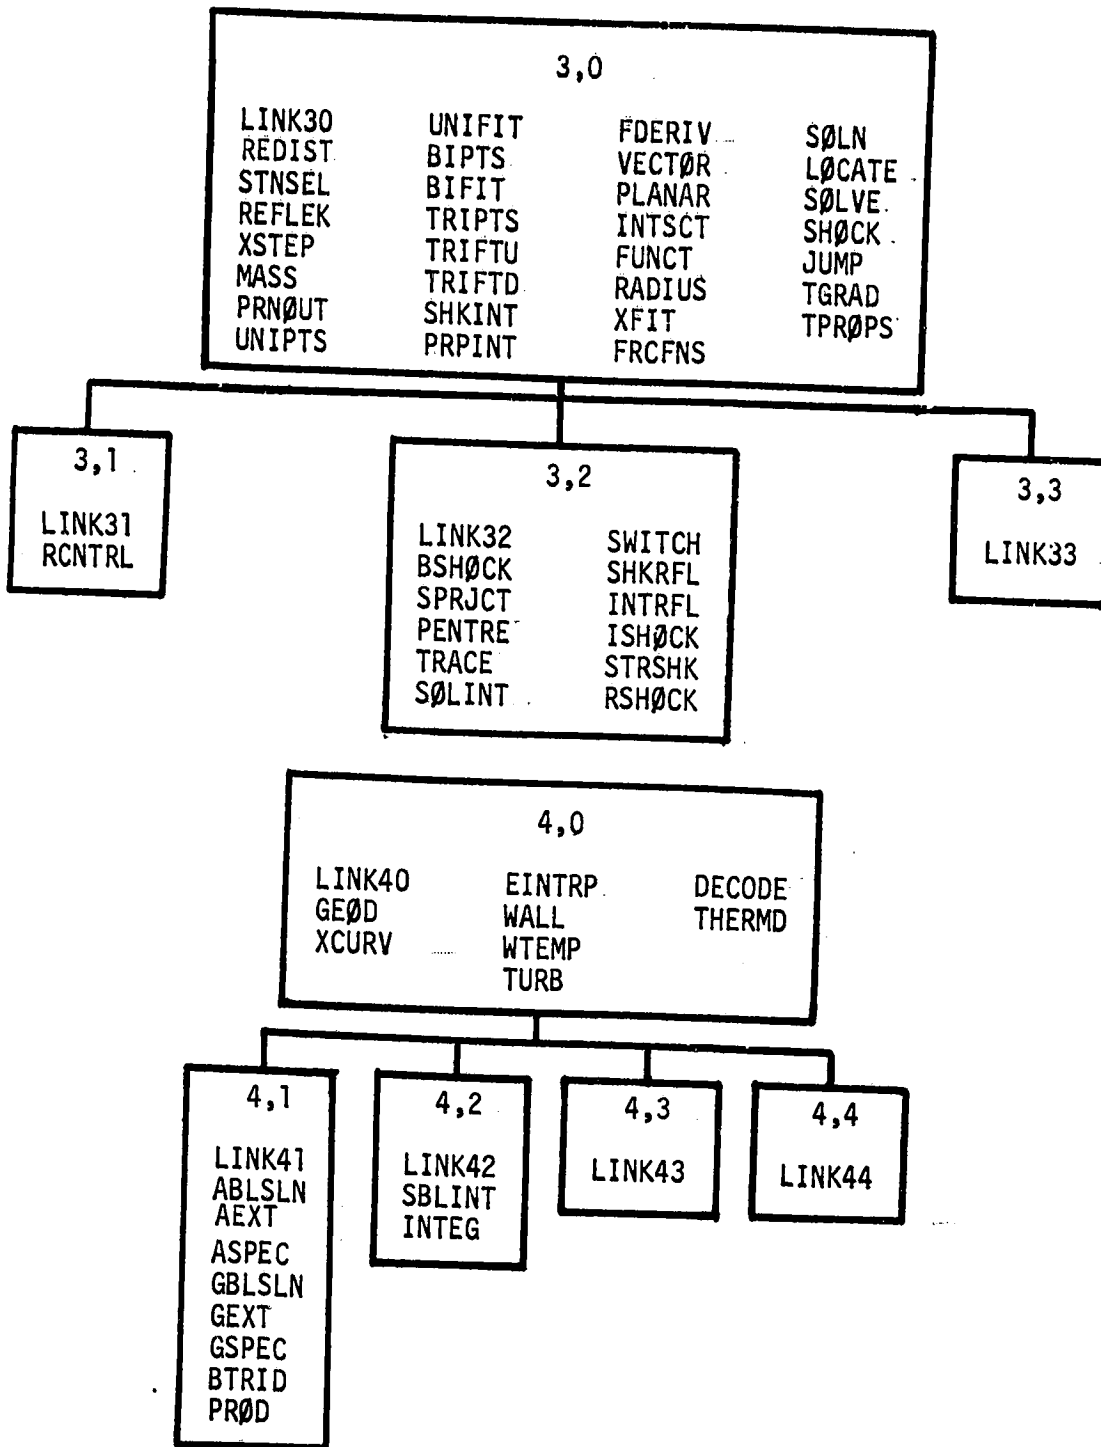 3,0
LINK30 UNIFIT FDERIV SØLN
REDIST BIPTS VECTØR LØCATE
STNSEL BIFIT PLANAR SØLVE
REFLEK TRIPTS INTSCT SHØCK
XSTEP TRIFTU FUNCT JUMP
MASS TRIFTD RADIUS TGRAD
PRNØUT SHKINT XFIT TPRØPS
UNIPTS PRPINT FRCFNS
3,1
LINK31
RCNTRL
3,2
LINK32 SWITCH
BSHØCK SHKRFL
SPRJCT INTRFL
PENTRE ISHØCK
TRACE STRSHK
SØLINT RSHØCK
3,3
LINK33
4,0
LINK40 EINTRP DECODE
GEØD WALL THERMD
XCURV WTEMP
TURB
4,1
LINK41
ABLSLN
AEXT
ASPEC
GBLSLN
GEXT
GSPEC
BTRID
PRØD
4,2
LINK42
SBLINT
INTEG
4,3
LINK43
4,4
LINK44